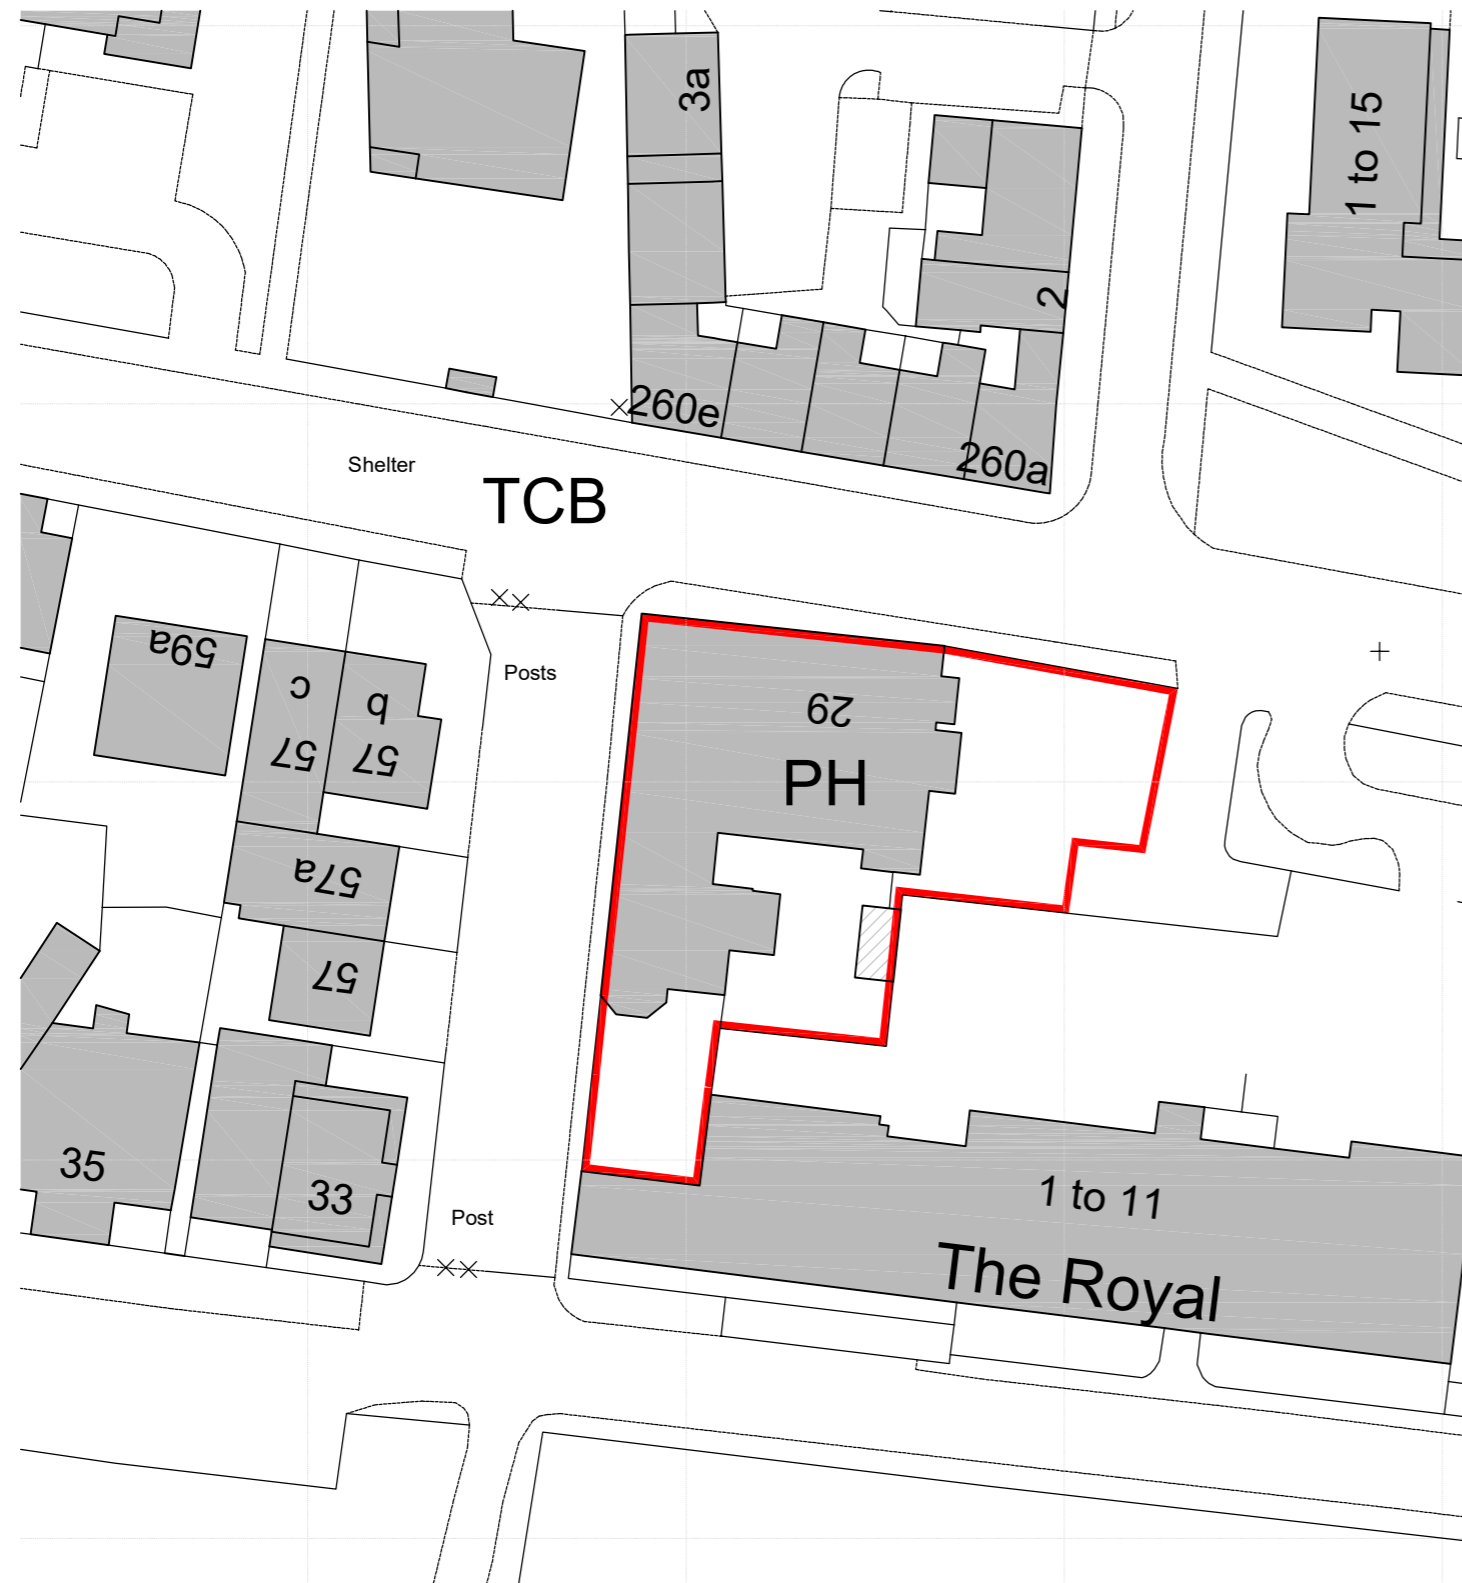 3a
1 to 15
2
260e
260a
Shelter
TCB
59a
c
57
b
57
Posts
29
PH
57a
57
35
33
1 to 11
Post
The Royal